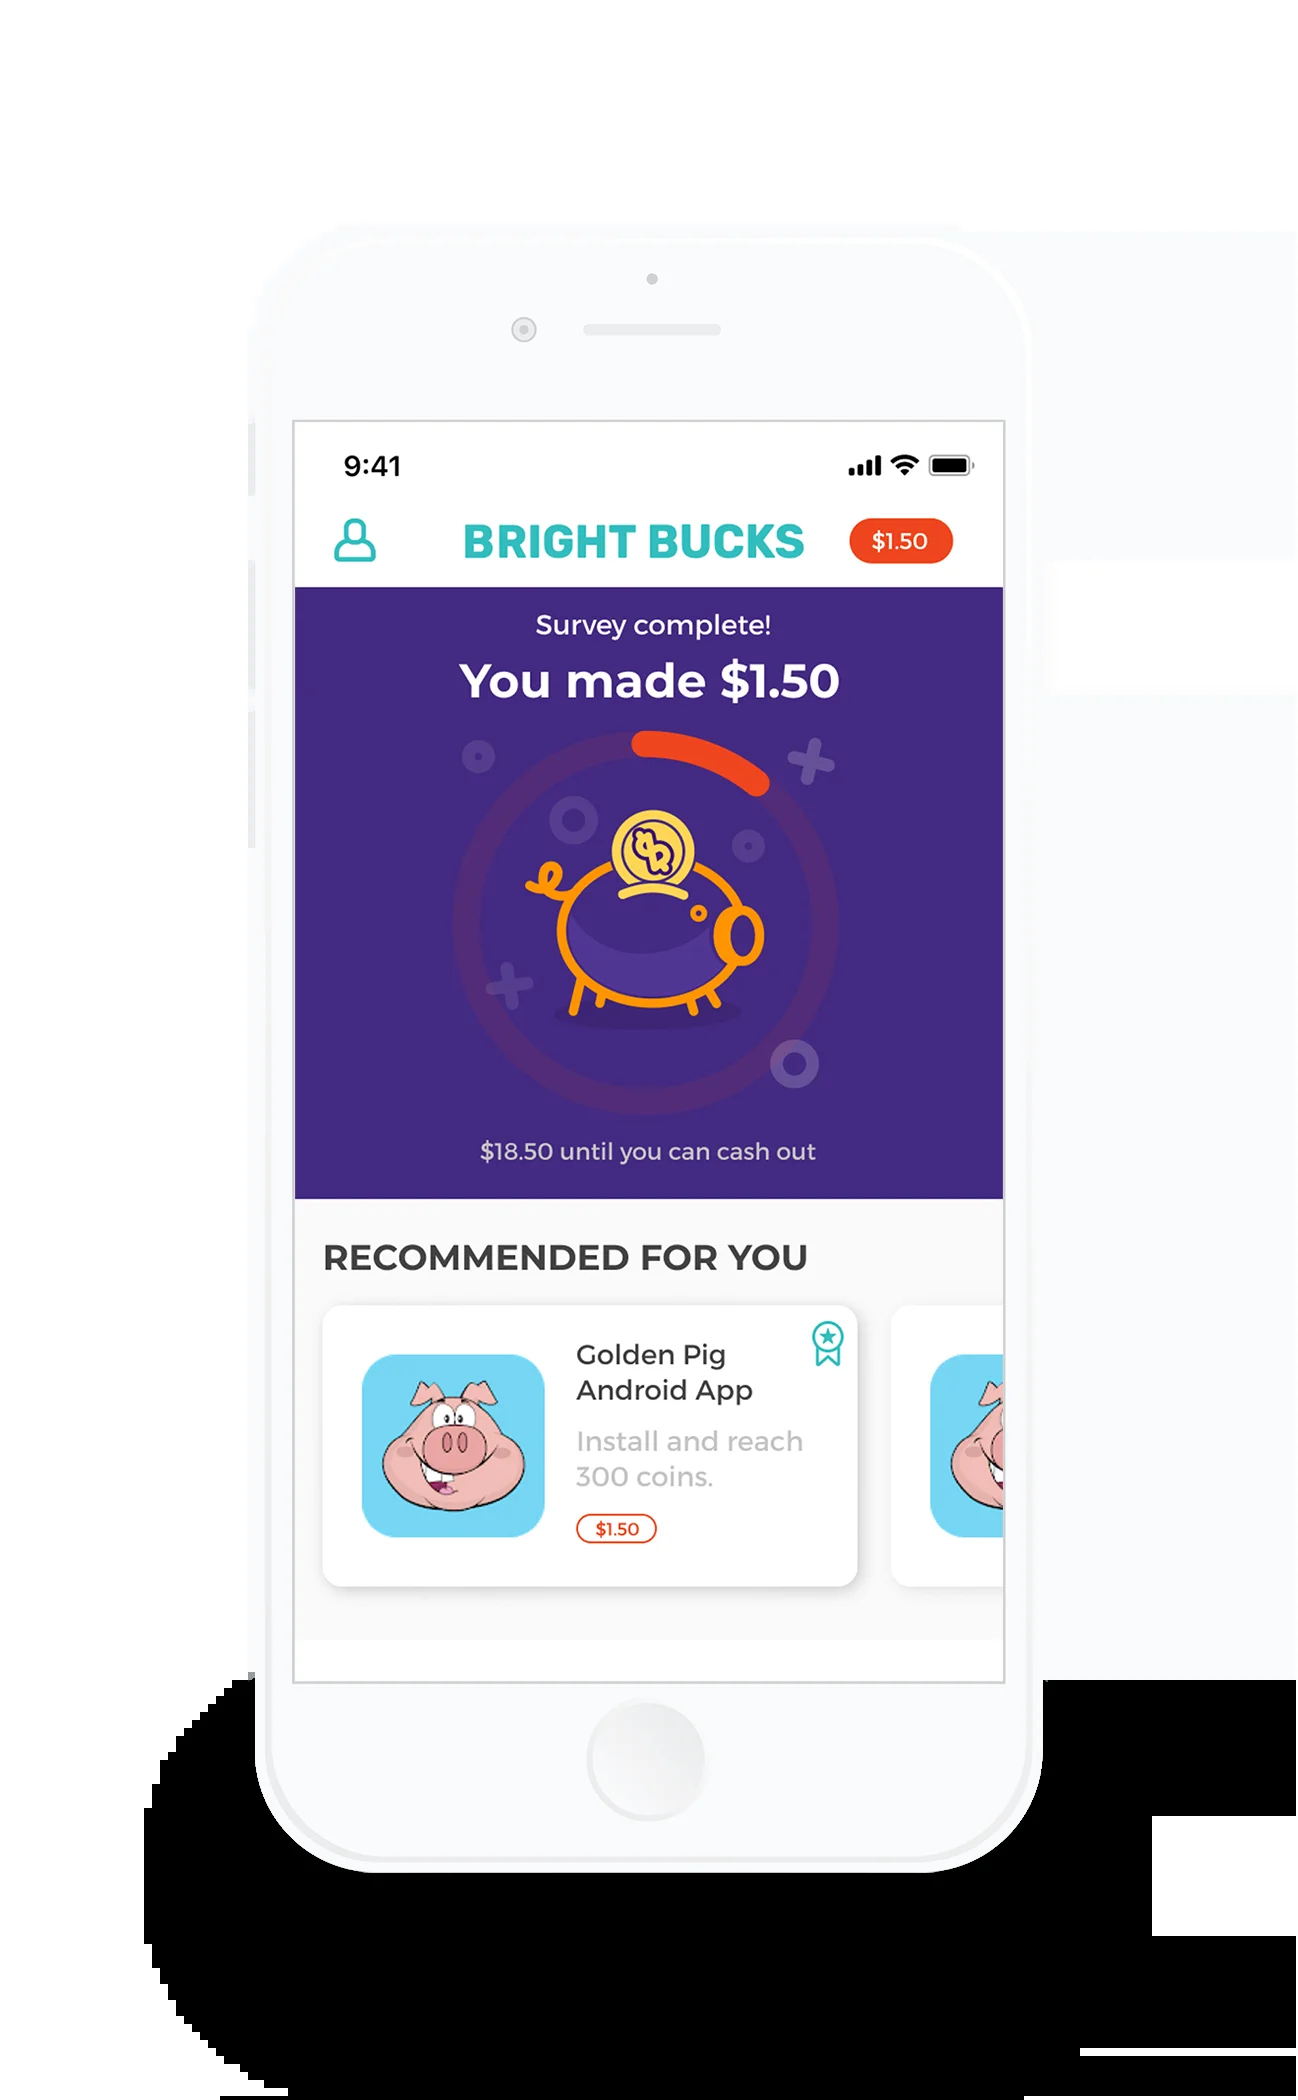 9:41
BRIGHT BUCKS
$1.50
Survey complete!
You made $1.50
$18.50 until you can cash out
RECOMMENDED FOR YOU
Golden Pig
Android App
Install and reach
300 coins.
$1.50